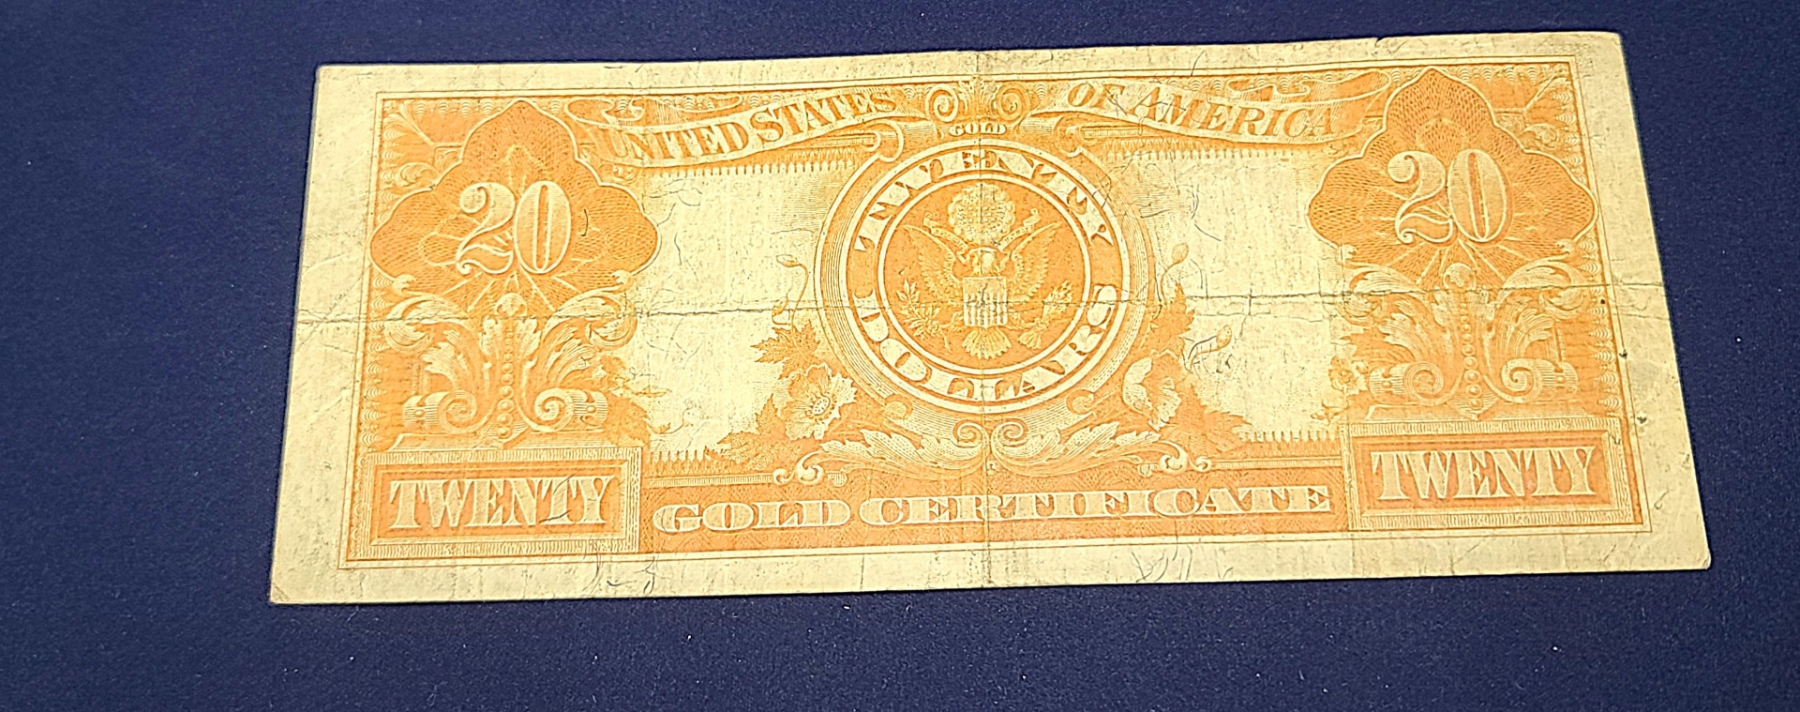 UNITED STATES OF AMERICA
GOLD
20
20
TWENTY
DOLLARS
TWENTY
GOLD CERTIFICATE
TWENTY